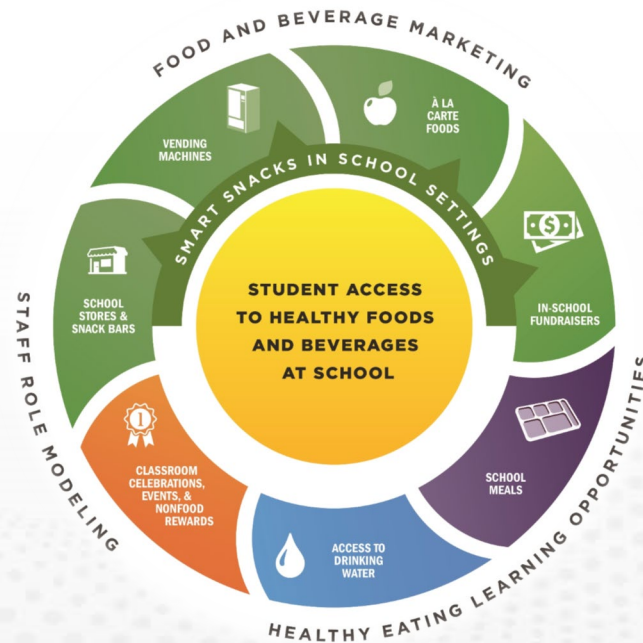 FOOD AND BEVERAGE MARKETING
VENDING
MACHINES
À LA
CARTE
FOODS
SMART SNACKS IN SCHOOL SETTINGS
$
IN-SCHOOL
FUNDRAISERS
SCHOOL
STORES &
SNACK BARS
STUDENT ACCESS
TO HEALTHY FOODS
AND BEVERAGES
AT SCHOOL
STAFF ROLE MODELING
1
CLASSROOM
CELEBRATIONS,
EVENTS, &
NONFOOD
REWARDS
SCHOOL
MEALS
ACCESS TO
DRINKING
WATER
HEALTHY EATING LEARNING OPPORTUNITIES